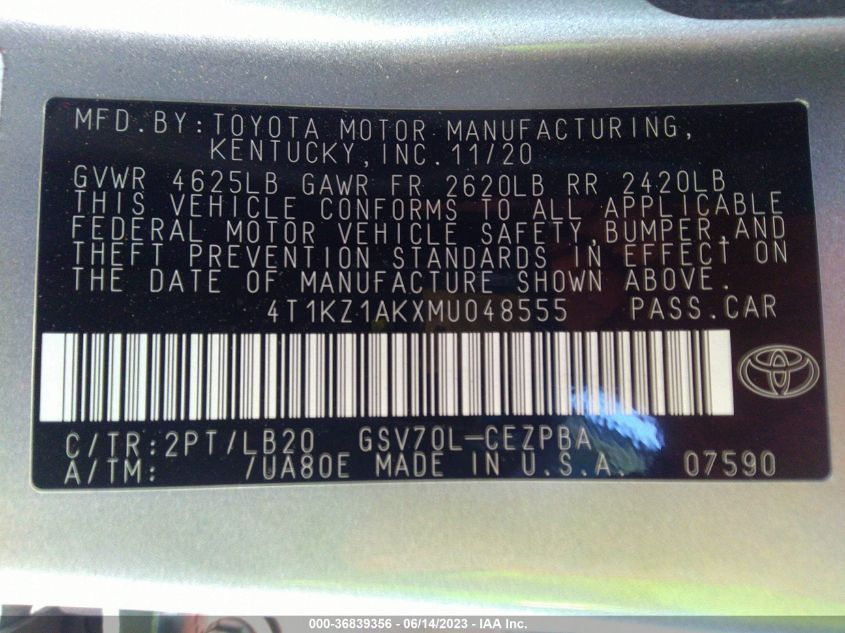 MFD.BY:TOYOTA MOTOR MANUFACTURING,
KENTUCKY,INC.11/20
GVWR 4625LB GAWR FR 2620LB RR 2420LB
THIS VEHICLE CONFORMS TO ALL APPLICABLE
FEDERAL MOTOR VEHICLE SAFETY,BUMPER,AND
THEFT PREVENTION STANDARDS IN EFFECT ON
THE DATE OF MANUFACTURE SHOWN ABOVE.
4T1KZ1AKXMU048555 PASS.CAR
C/TR:2PT/LB20 GSV70L-CEZPBA
A/TM: /UA80E MADE IN U.S.A. 07590
000-36839356 - 06/14/2023 - IAA Inc.